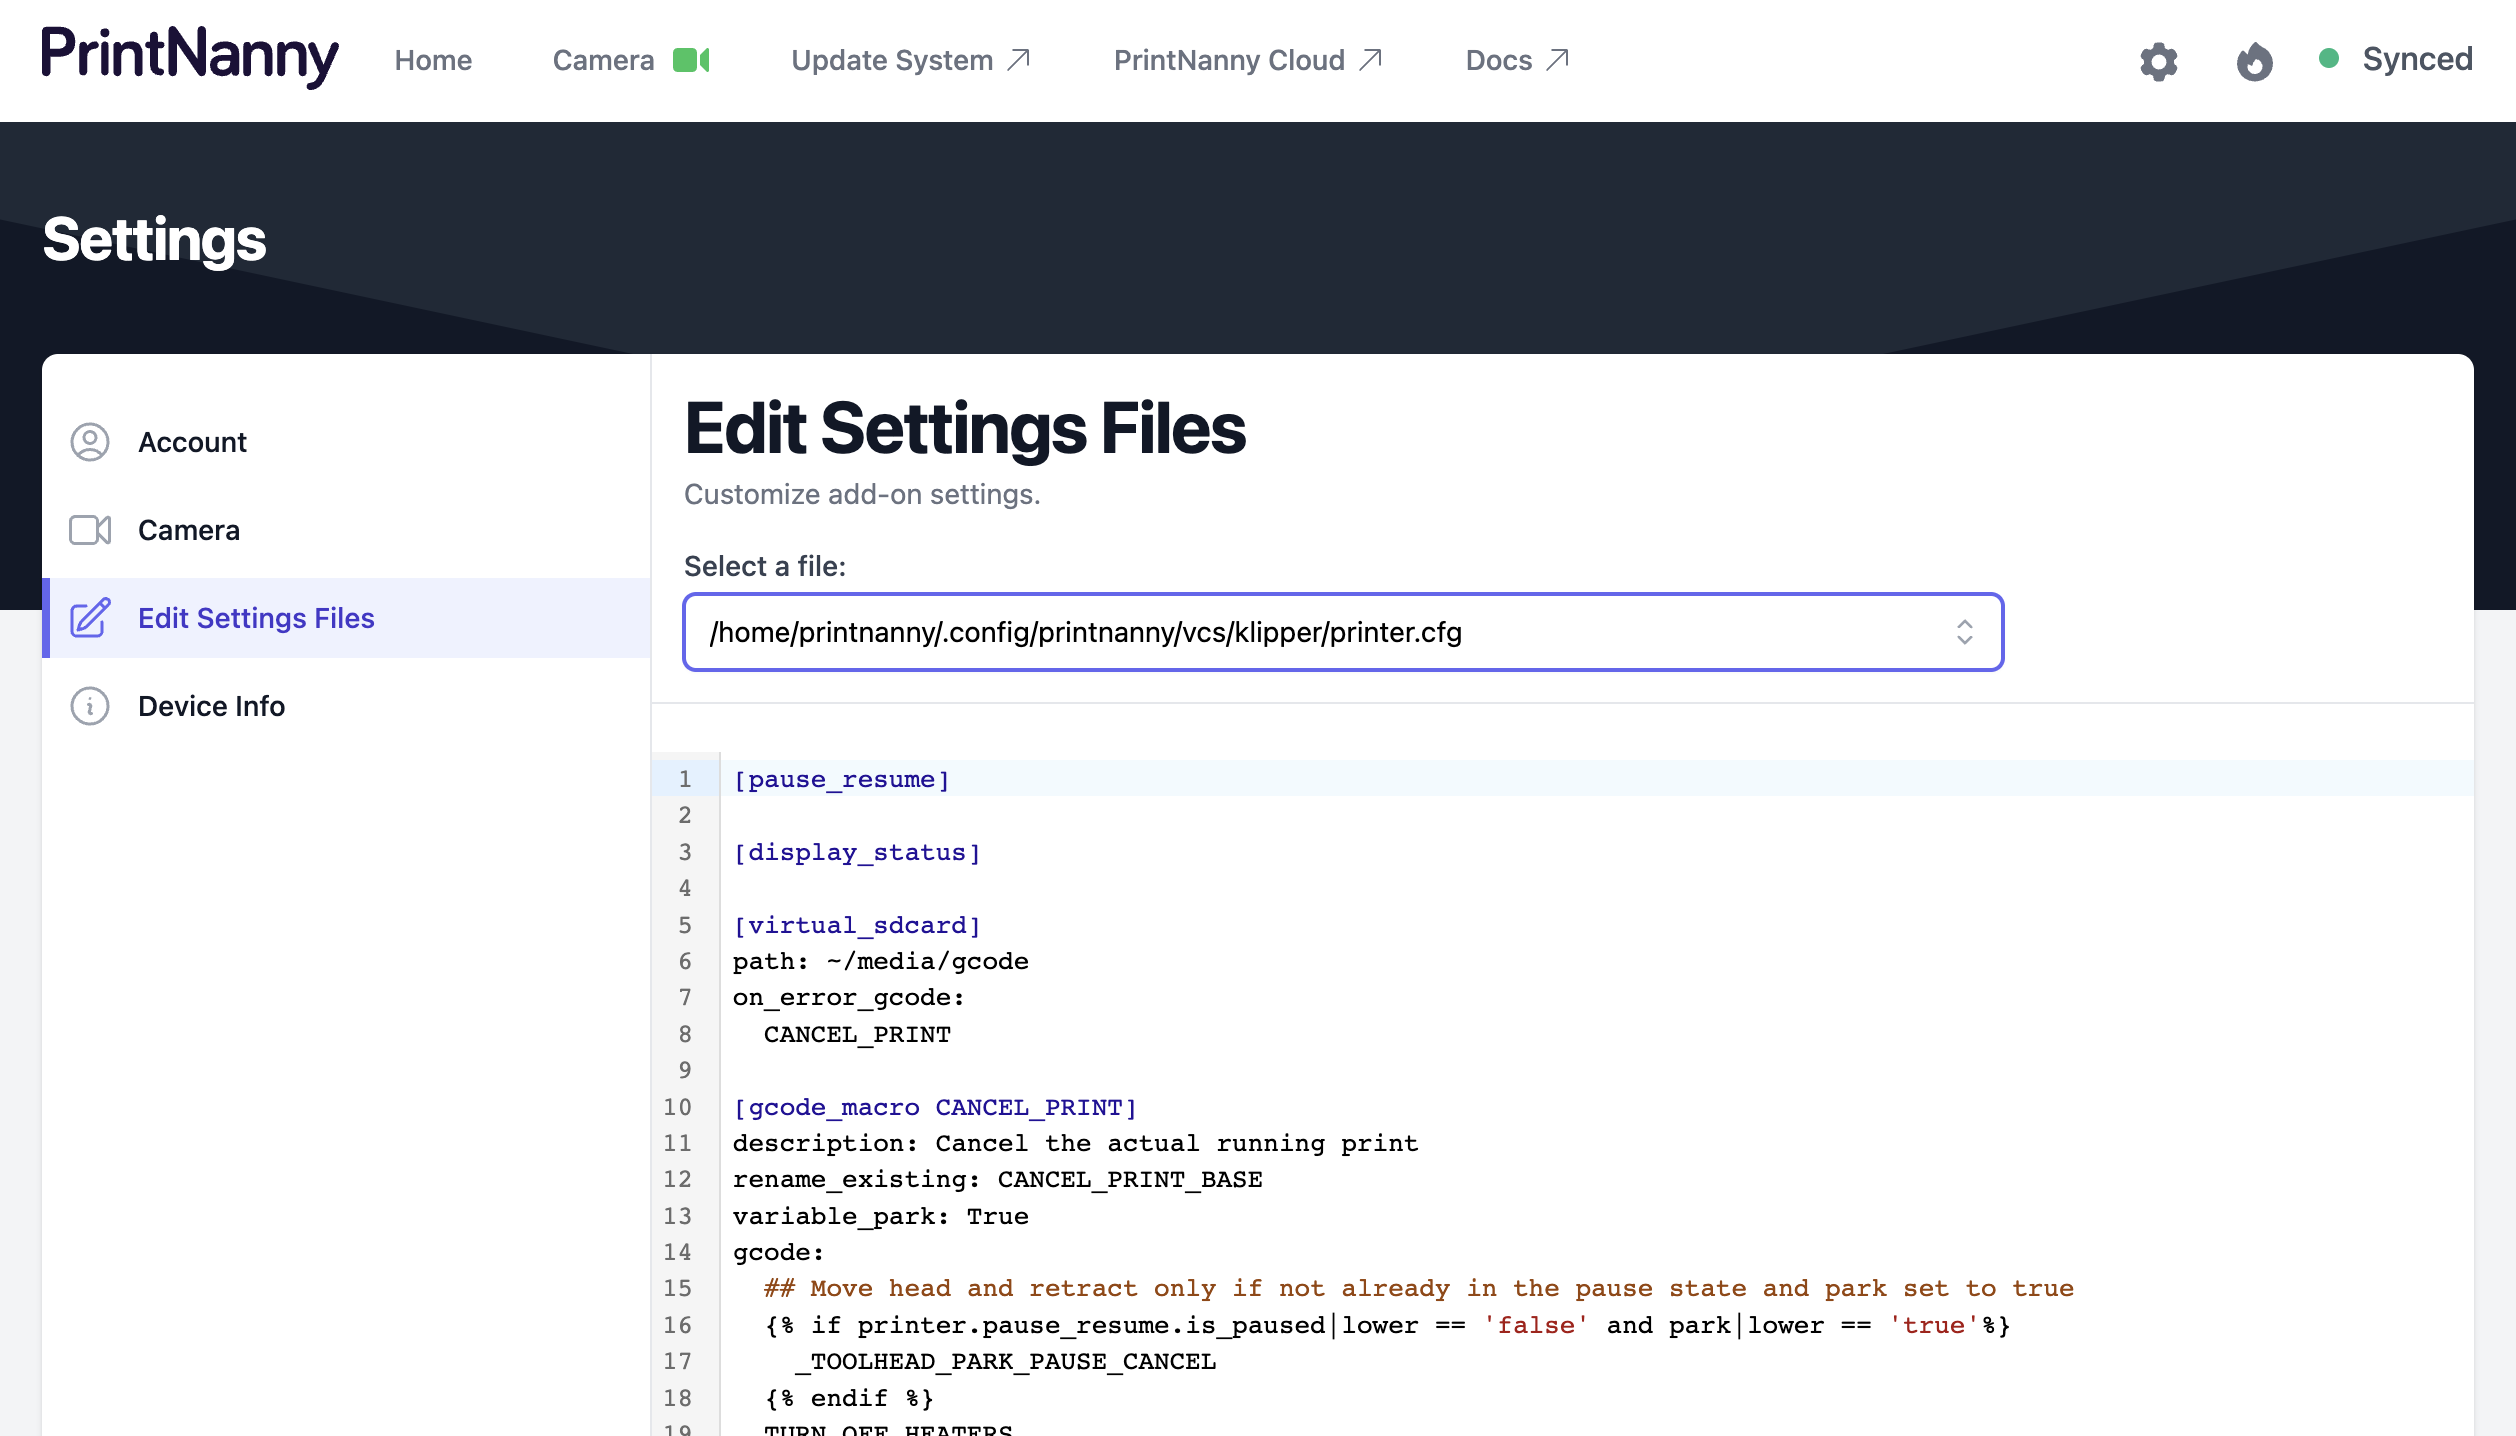 PrintNanny Home Camera Update System PrintNanny Cloud Docs Synced
Settings
Account
Camera
Edit Settings Files
Device Info
Edit Settings Files
Customize add-on settings.
Select a file:
/home/printnanny/.config/printnanny/vcs/klipper/printer.cfg
1 [pause_resume]
2
3 [display_status]
4
5 [virtual_sdcard]
6 path: ~/media/gcode
7 on_error_gcode:
8   CANCEL_PRINT
9
10 [gcode_macro CANCEL_PRINT]
11 description: Cancel the actual running print
12 rename_existing: CANCEL_PRINT_BASE
13 variable_park: True
14 gcode:
15   ## Move head and retract only if not already in the pause state and park set to true
16   {% if printer.pause_resume.is_paused|lower == 'false' and park|lower == 'true'%}
17     _TOOLHEAD_PARK_PAUSE_CANCEL
18   {% endif %}
19   TURN_OFF_HEATERS